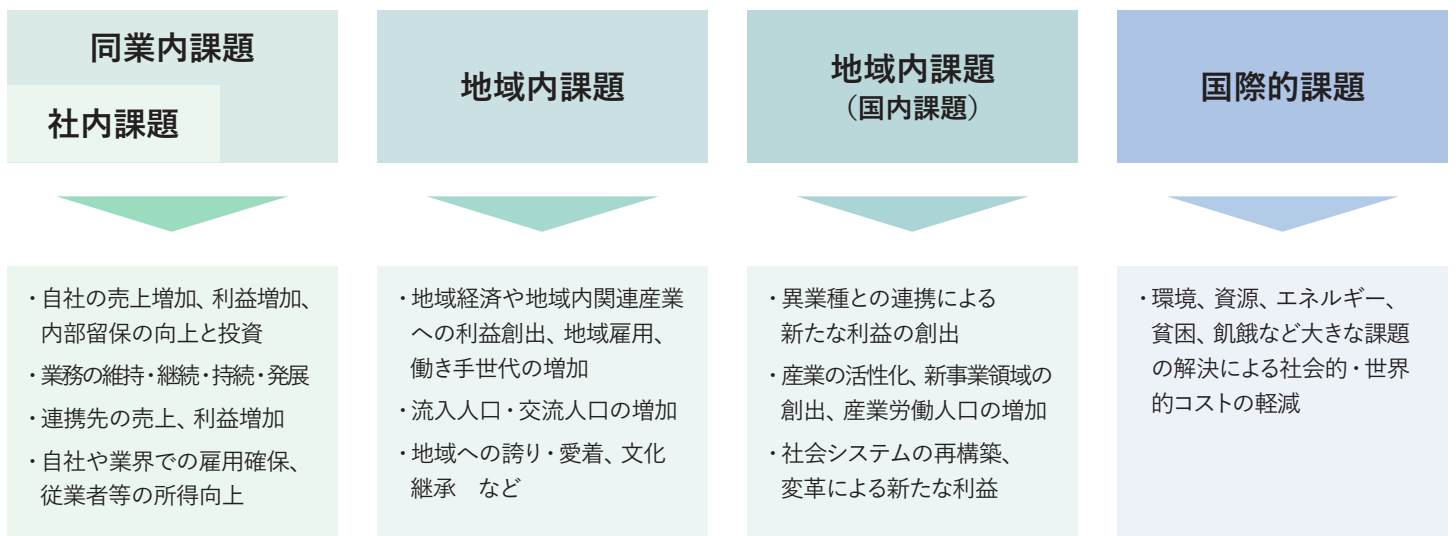 同業内課題
社内課題
・自社の売上増加、利益増加、
内部留保の向上と投資
・業務の維持・継続・持続・発展
・連携先の売上、利益増加
・自社や業界での雇用確保、
従業者等の所得向上
地域内課題
・地域経済や地域内関連産業
への利益創出、地域雇用、
働き手世代の増加
・流入人口・交流人口の増加
・地域への誇り・愛着、文化
継承　など
地域内課題
（国内課題）
・異業種との連携による
新たな利益の創出
・産業の活性化、新事業領域の
創出、産業労働人口の増加
・社会システムの再構築、
変革による新たな利益
国際的課題
・環境、資源、エネルギー、
貧困、飢餓など大きな課題
の解決による社会的・世界
的コストの軽減